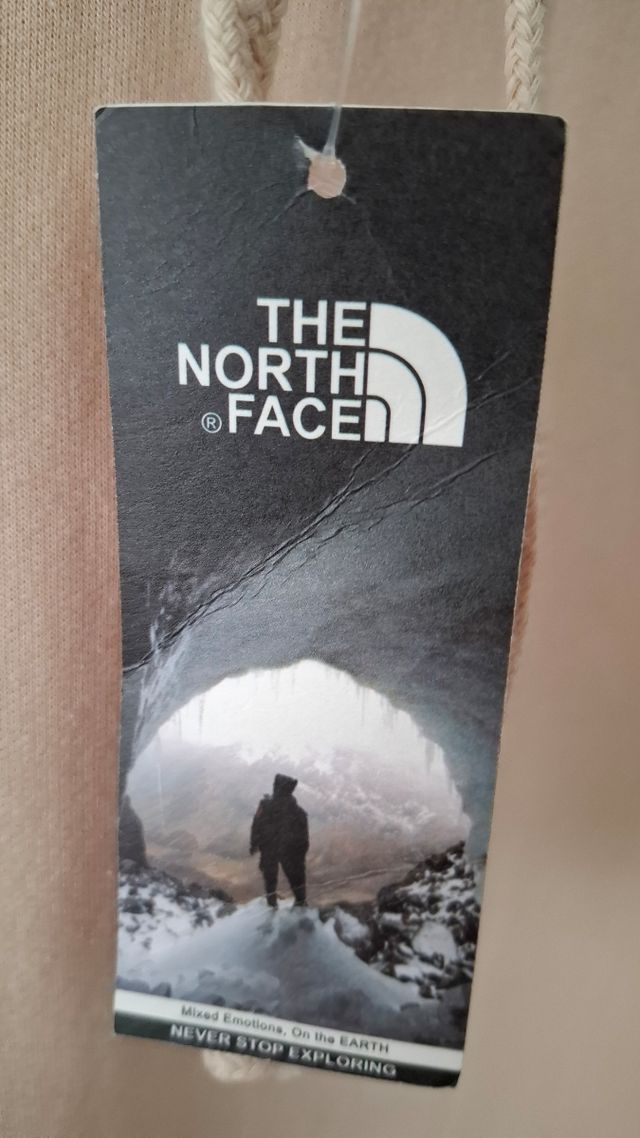 THE
NORTH
® FACE
Mixed Emotions, On the EARTH
NEVER STOP EXPLORING